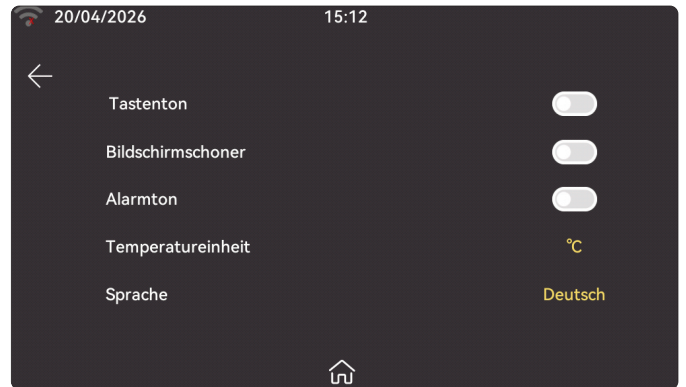 20/04/2026 15:12
Tastenton
Bildschirmschoner
Alarmton
Temperatureinheit ℃
Sprache Deutsch